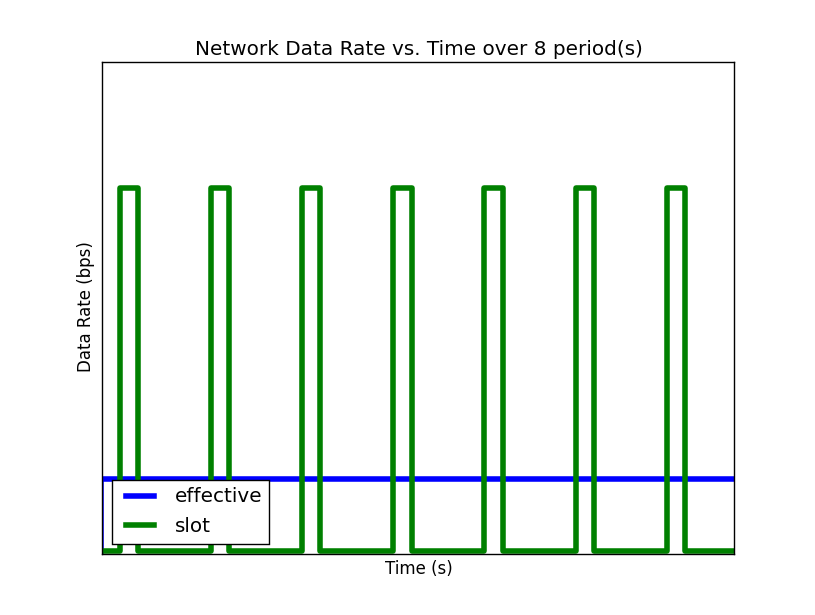 Network Data Rate vs. Time over 8 period(s)
Data Rate (bps)
effective
slot
Time (s)